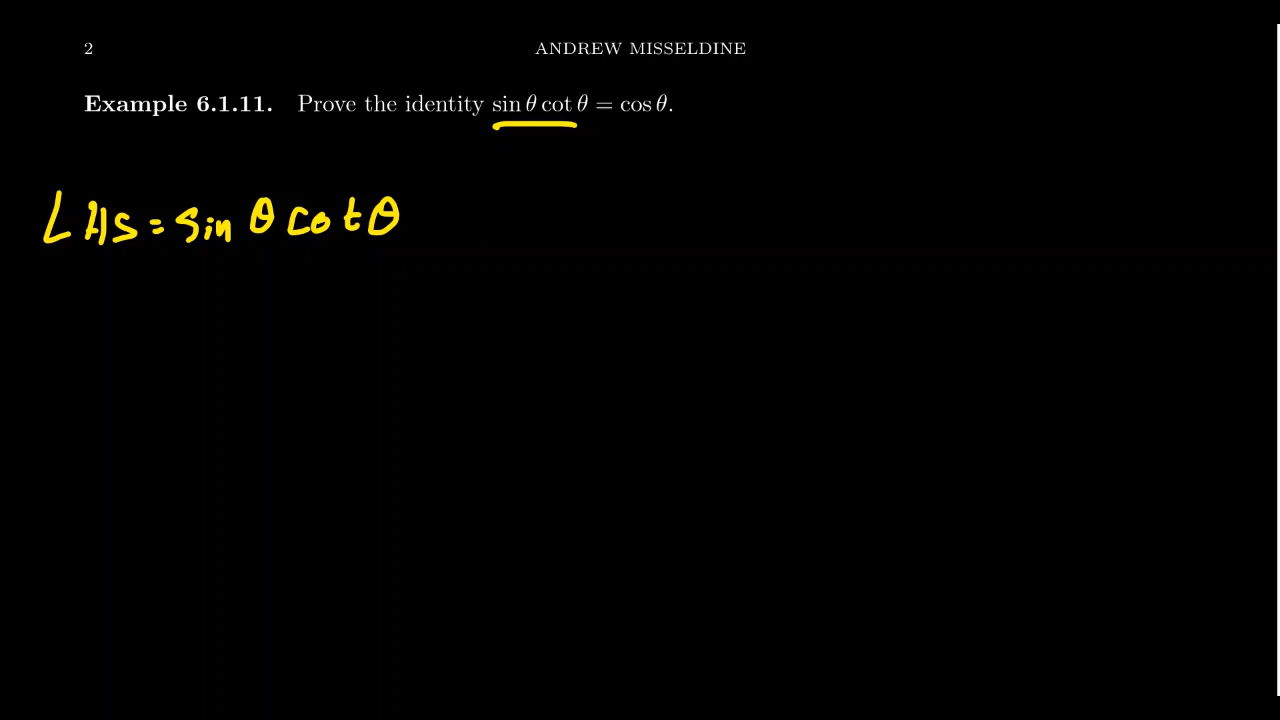 2 ANDREW MISSELDINE
Example 6.1.11. Prove the identity sin θ cot θ = cos θ.
LHS = sin θ cot θ